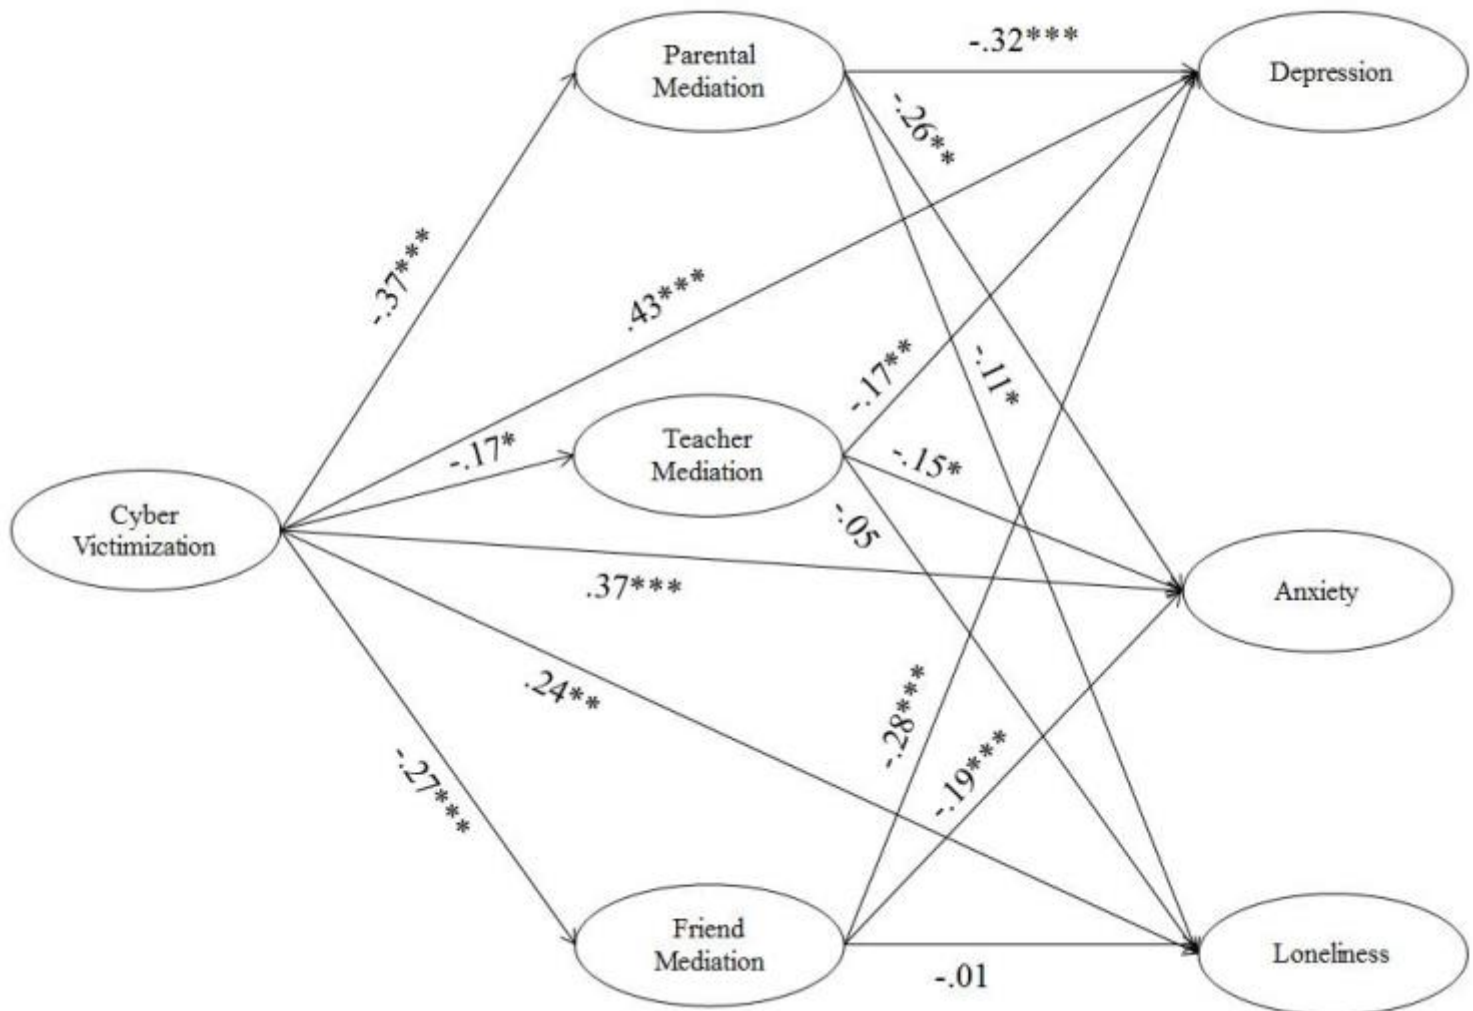 Parental
Mediation
-.32***
Depression
-.26**
-.37***
.43***
-.17**
-.11*
Teacher
Mediation
-.17*
-.15*
Cyber
Victimization
-.05
.37***
Anxiety
.24**
-.28***
-.27***
-.19***
Friend
Mediation
-.01
Loneliness